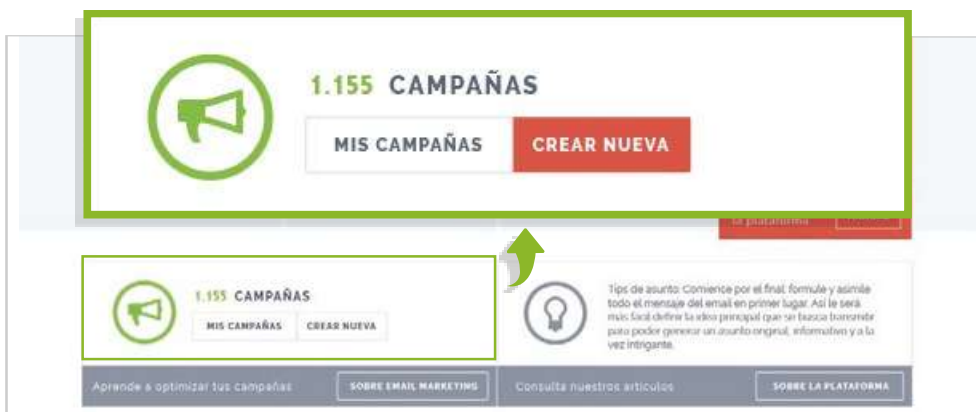 1.155 CAMPAÑAS
MIS CAMPAÑAS CREAR NUEVA
la plataforma
1.155 CAMPAÑAS
MIS CAMPAÑAS CREAR NUEVA
Tips de asunto: Comience por el final: formule y asimile
todo el mensaje del email en primer lugar. Así le será
más fácil definir la idea principal que se busca transmitir
para poder generar un asunto original, informativo y a la
vez intrigante.
Aprende a optimizar tus campañas SOBRE EMAIL MARKETING
Consulta nuestros artículos SOBRE LA PLATAFORMA